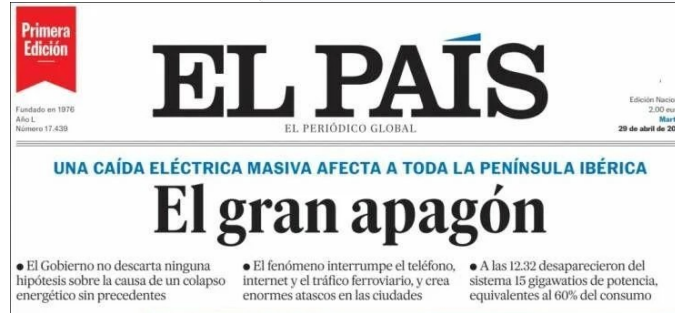 Primera
Edición
EL PAÍS
Fundado en 1976
Año L
Número 17.439
EL PERIÓDICO GLOBAL
Edición
2,00
29 de abril de
UNA CAÍDA ELÉCTRICA MASIVA AFECTA A TODA LA PENÍNSULA IBÉRICA
El gran apagón
● El Gobierno no descarta ninguna
hipótesis sobre la causa de un colapso
energético sin precedentes
● El fenómeno interrumpe el teléfono,
internet y el tráfico ferroviario, y crea
enormes atascos en las ciudades
● A las 12.32 desaparecieron del
sistema 15 gigawatios de potencia,
equivalentes al 60% del consumo